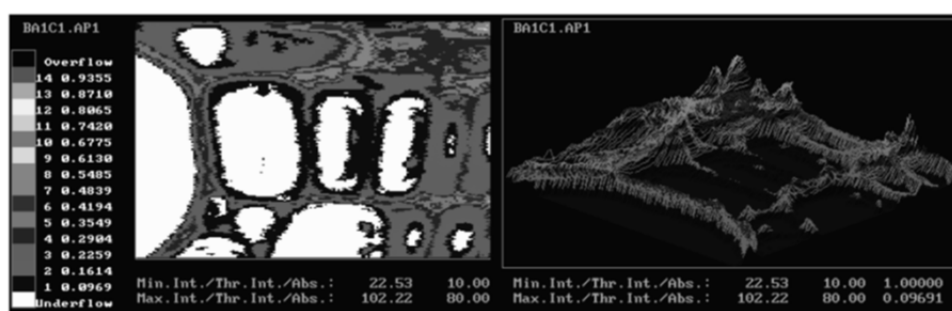 BA1C1.AP1
Overflow
14 0.9355
13 0.8710
12 0.8065
11 0.7420
10 0.6775
9 0.6130
8 0.5485
7 0.4839
6 0.4194
5 0.3549
4 0.2904
3 0.2259
2 0.1614
1 0.0969
Underflow
Min.Int./Thr.Int./Abs.: 22.53 10.00
Max.Int./Thr.Int./Abs.: 102.22 80.00
BA1C1.AP1
Min.Int./Thr.Int./Abs.: 22.53 10.00 1.00000
Max.Int./Thr.Int./Abs.: 102.22 80.00 0.09691